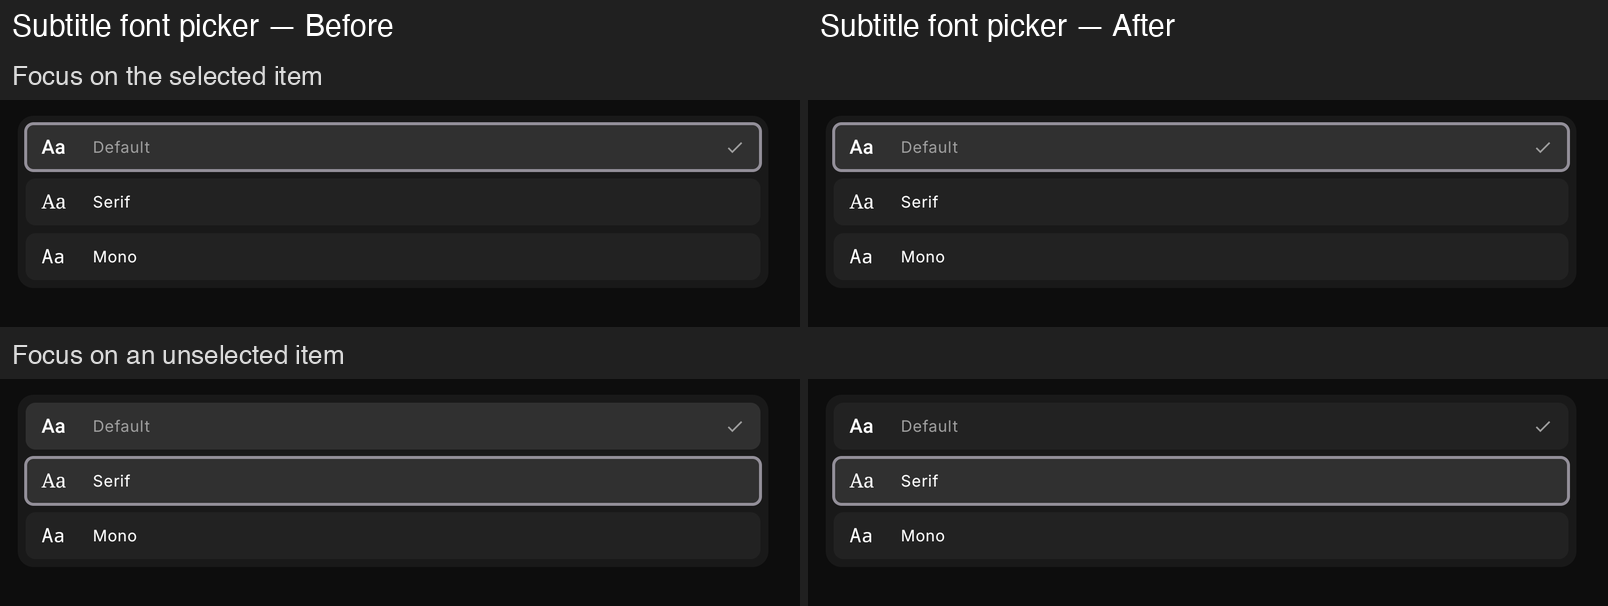 Subtitle font picker — Before
Subtitle font picker — After
Focus on the selected item
Aa Default
Aa Serif
Aa Mono
Aa Default
Aa Serif
Aa Mono
Focus on an unselected item
Aa Default
Aa Serif
Aa Mono
Aa Default
Aa Serif
Aa Mono